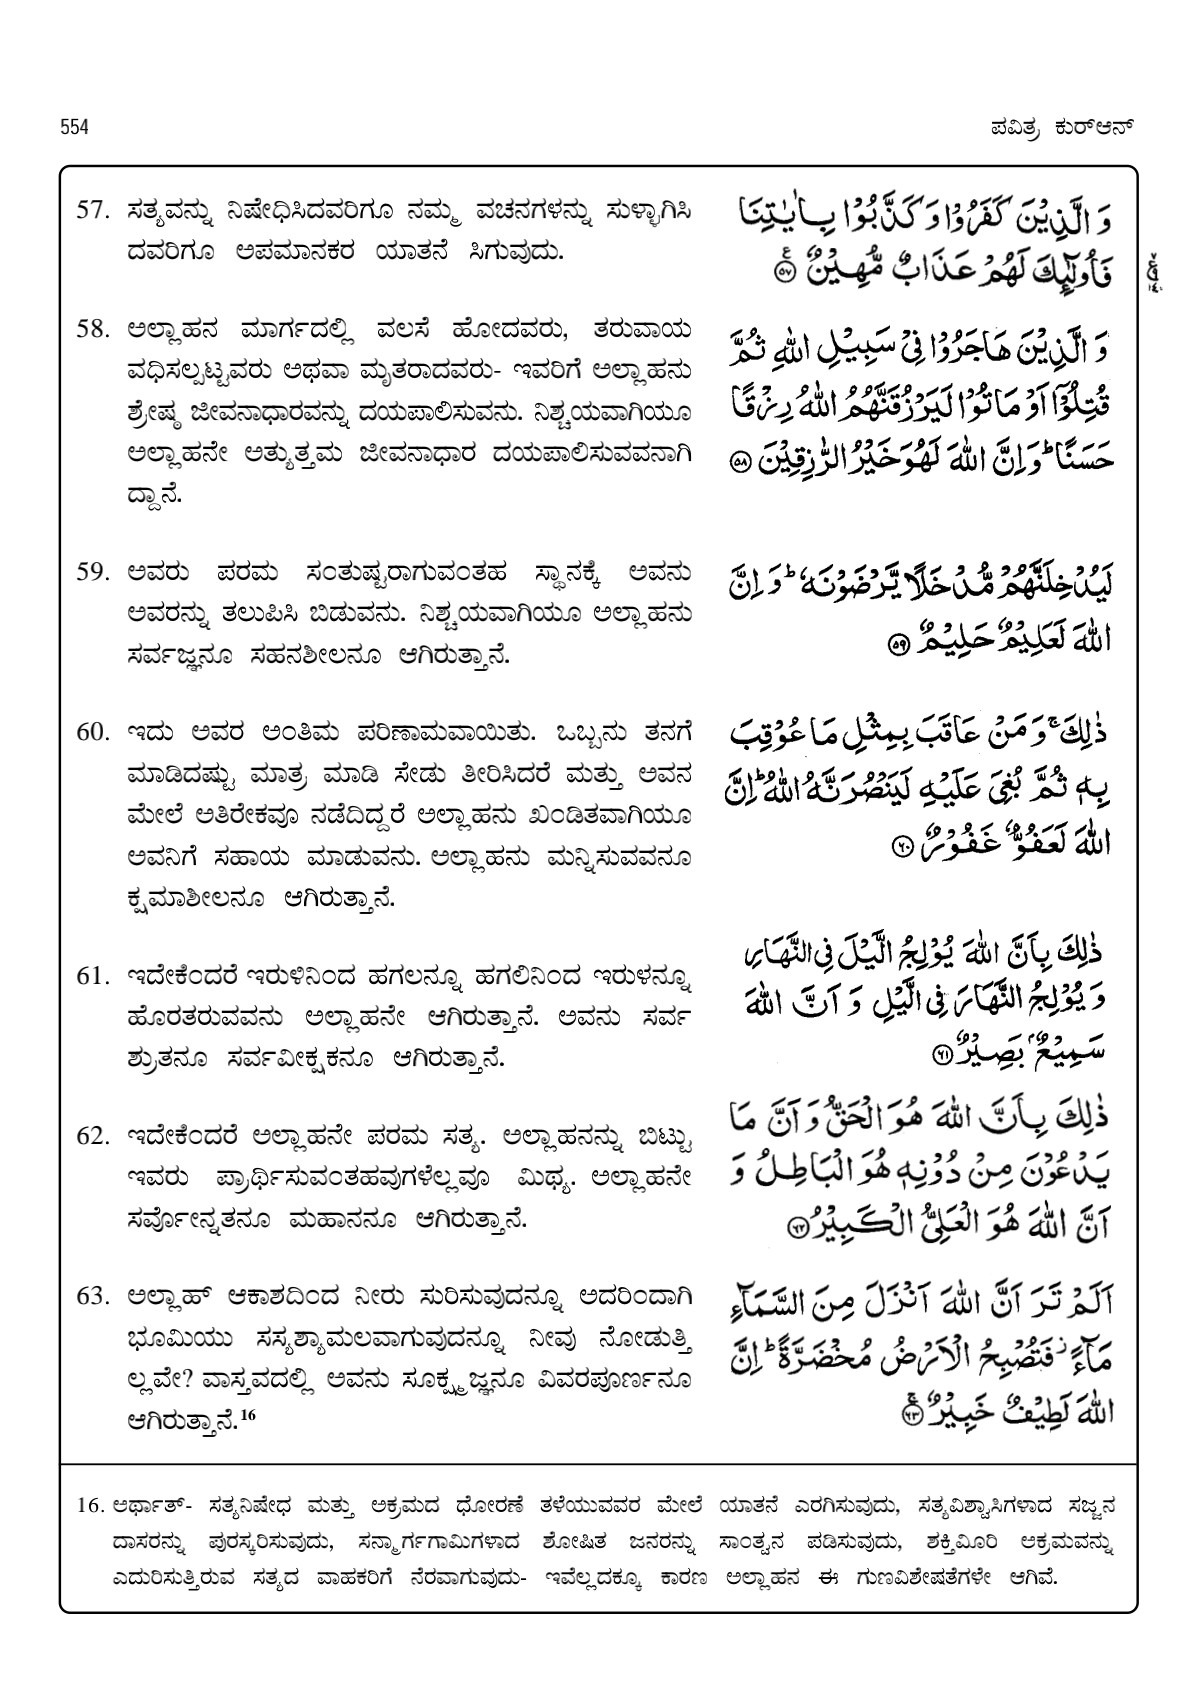 554
ಪವಿತ್ರ ಕುರ್‌ಆನ್
57. ಸತ್ಯವನ್ನು ನಿಷೇಧಿಸಿದವರಿಗೂ ನಮ್ಮ ವಚನಗಳನ್ನು ಸುಳ್ಳಾಗಿಸಿ
ದವರಿಗೂ ಅಪಮಾನಕರ ಯಾತನೆ ಸಿಗುವುದು.
وَ الَّذِيْنَ كَفَرُوْا وَ كَذَّبُوْا بِاٰيٰتِنَا
فَاُولٰٓئِكَ لَهُمْ عَذَابٌ مُّهِيْنٌ ۝٥٧
58. ಅಲ್ಲಾಹನ ಮಾರ್ಗದಲ್ಲಿ ವಲಸೆ ಹೋದವರು, ತರುವಾಯ
ವಧಿಸಲ್ಪಟ್ಟವರು ಅಥವಾ ಮೃತರಾದವರು- ಇವರಿಗೆ ಅಲ್ಲಾಹನು
ಶ್ರೇಷ್ಠ ಜೀವನಾಧಾರವನ್ನು ದಯಪಾಲಿಸುವನು. ನಿಶ್ಚಯವಾಗಿಯೂ
ಅಲ್ಲಾಹನೇ ಅತ್ಯುತ್ತಮ ಜೀವನಾಧಾರ ದಯಪಾಲಿಸುವವನಾಗಿ
ದ್ದಾನೆ.
وَ الَّذِيْنَ هَاجَرُوْا فِيْ سَبِيْلِ اللّٰهِ ثُمَّ
قُتِلُوْٓا اَوْ مَاتُوْا لَيَرْزُقَنَّهُمُ اللّٰهُ رِزْقًا
حَسَنًا ؕ وَ اِنَّ اللّٰهَ لَهُوَ خَيْرُ الرّٰزِقِيْنَ ۝٥٨
59. ಅವರು ಪರಮ ಸಂತುಷ್ಟರಾಗುವಂತಹ ಸ್ಥಾನಕ್ಕೆ ಅವನು
ಅವರನ್ನು ತಲುಪಿಸಿ ಬಿಡುವನು. ನಿಶ್ಚಯವಾಗಿಯೂ ಅಲ್ಲಾಹನು
ಸರ್ವಜ್ಞನೂ ಸಹನಶೀಲನೂ ಆಗಿರುತ್ತಾನೆ.
لَيُدْخِلَنَّهُمْ مُّدْخَلًا يَّرْضَوْنَهٗ ؕ وَ اِنَّ
اللّٰهَ لَعَلِيْمٌ حَلِيْمٌ ۝٥٩
60. ಇದು ಅವರ ಅಂತಿಮ ಪರಿಣಾಮವಾಯಿತು. ಒಬ್ಬನು ತನಗೆ
ಮಾಡಿದಷ್ಟು ಮಾತ್ರ ಮಾಡಿ ಸೇಡು ತೀರಿಸಿದರೆ ಮತ್ತು ಅವನ
ಮೇಲೆ ಅತಿರೇಕವೂ ನಡೆದಿದ್ದರೆ ಅಲ್ಲಾಹನು ಖಂಡಿತವಾಗಿಯೂ
ಅವನಿಗೆ ಸಹಾಯ ಮಾಡುವನು. ಅಲ್ಲಾಹನು ಮನ್ನಿಸುವವನೂ
ಕ್ಷಮಾಶೀಲನೂ ಆಗಿರುತ್ತಾನೆ.
ذٰلِكَ ۚ وَ مَنْ عَاقَبَ بِمِثْلِ مَا عُوْقِبَ
بِهٖ ثُمَّ بُغِيَ عَلَيْهِ لَيَنْصُرَنَّهُ اللّٰهُ ؕ اِنَّ
اللّٰهَ لَعَفُوٌّ غَفُوْرٌ ۝٦٠
61. ಇದೇಕೆಂದರೆ ಇರುಳಿನಿಂದ ಹಗಲನ್ನೂ ಹಗಲಿನಿಂದ ಇರುಳನ್ನೂ
ಹೊರತರುವವನು ಅಲ್ಲಾಹನೇ ಆಗಿರುತ್ತಾನೆ. ಅವನು ಸರ್ವ
ಶ್ರುತನೂ ಸರ್ವವೀಕ್ಷಕನೂ ಆಗಿರುತ್ತಾನೆ.
ذٰلِكَ بِاَنَّ اللّٰهَ يُوْلِجُ الَّيْلَ فِي النَّهَارِ
وَ يُوْلِجُ النَّهَارَ فِي الَّيْلِ وَ اَنَّ اللّٰهَ
سَمِيْعٌۢ بَصِيْرٌ ۝٦١
62. ಇದೇಕೆಂದರೆ ಅಲ್ಲಾಹನೇ ಪರಮ ಸತ್ಯ. ಅಲ್ಲಾಹನನ್ನು ಬಿಟ್ಟು
ಇವರು ಪ್ರಾರ್ಥಿಸುವಂತಹವುಗಳೆಲ್ಲವೂ ಮಿಥ್ಯ. ಅಲ್ಲಾಹನೇ
ಸರ್ವೋನ್ನತನೂ ಮಹಾನನೂ ಆಗಿರುತ್ತಾನೆ.
ذٰلِكَ بِاَنَّ اللّٰهَ هُوَ الْحَقُّ وَ اَنَّ مَا
يَدْعُوْنَ مِنْ دُوْنِهٖ هُوَ الْبَاطِلُ وَ
اَنَّ اللّٰهَ هُوَ الْعَلِيُّ الْكَبِيْرُ ۝٦٢
63. ಅಲ್ಲಾಹ್ ಆಕಾಶದಿಂದ ನೀರು ಸುರಿಸುವುದನ್ನೂ ಅದರಿಂದಾಗಿ
ಭೂಮಿಯು ಸಸ್ಯಶ್ಯಾಮಲವಾಗುವುದನ್ನೂ ನೀವು ನೋಡುತ್ತಿ
ಲ್ಲವೇ? ವಾಸ್ತವದಲ್ಲಿ ಅವನು ಸೂಕ್ಷ್ಮಜ್ಞನೂ ವಿವರಪೂರ್ಣನೂ
ಆಗಿರುತ್ತಾನೆ.16
اَلَمْ تَرَ اَنَّ اللّٰهَ اَنْزَلَ مِنَ السَّمَآءِ
مَآءً ؗ فَتُصْبِحُ الْاَرْضُ مُخْضَرَّةً ؕ اِنَّ
اللّٰهَ لَطِيْفٌ خَبِيْرٌ ۝٦٣
16. ಅರ್ಥಾತ್- ಸತ್ಯನಿಷೇಧ ಮತ್ತು ಅಕ್ರಮದ ಧೋರಣೆ ತಳೆಯುವವರ ಮೇಲೆ ಯಾತನೆ ಎರಗಿಸುವುದು, ಸತ್ಯವಿಶ್ವಾಸಿಗಳಾದ ಸಜ್ಜನ
ದಾಸರನ್ನು ಪುರಸ್ಕರಿಸುವುದು, ಸನ್ಮಾರ್ಗಗಾಮಿಗಳಾದ ಶೋಷಿತ ಜನರನ್ನು ಸಾಂತ್ವನ ಪಡಿಸುವುದು, ಶಕ್ತಿಮೀರಿ ಅಕ್ರಮವನ್ನು
ಎದುರಿಸುತ್ತಿರುವ ಸತ್ಯದ ವಾಹಕರಿಗೆ ನೆರವಾಗುವುದು- ಇವೆಲ್ಲದಕ್ಕೂ ಕಾರಣ ಅಲ್ಲಾಹನ ಈ ಗುಣವಿಶೇಷತೆಗಳೇ ಆಗಿವೆ.